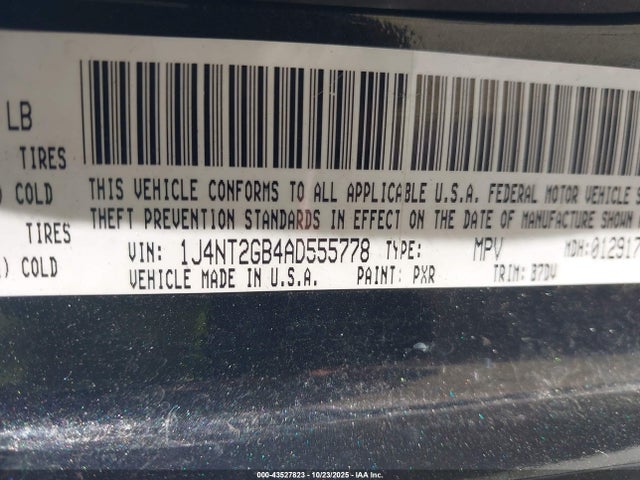 LB
TIRES
COLD
THIS VEHICLE CONFORMS TO ALL APPLICABLE U.S.A. FEDERAL MOTOR VEHICLE S
THEFT PREVENTION STANDARDS IN EFFECT ON THE DATE OF MANUFACTURE SHOWN
TIRES
) COLD
VIN: 1J4NT2GB4AD555778 TYPE: MPV MDH:012917
VEHICLE MADE IN U.S.A. PAINT: PXR TRIM: B7DV
000-43527823 - 10/23/2025 - IAA Inc.